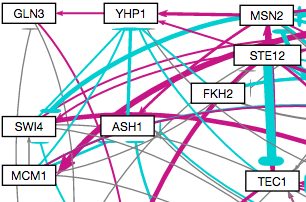 GLN3 YHP1 MSN2
STE12
FKH2
SWI4 ASH1
MCM1 TEC1